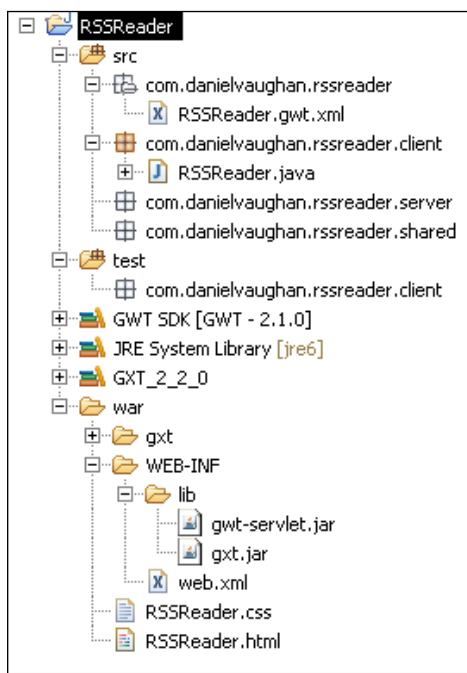 RSSReader
src
com.danielvaughan.rssreader
RSSReader.gwt.xml
com.danielvaughan.rssreader.client
RSSReader.java
com.danielvaughan.rssreader.server
com.danielvaughan.rssreader.shared
test
com.danielvaughan.rssreader.client
GWT SDK [GWT - 2.1.0]
JRE System Library [jre6]
GXT_2_2_0
war
gxt
WEB-INF
lib
gwt-servlet.jar
gxt.jar
web.xml
RSSReader.css
RSSReader.html